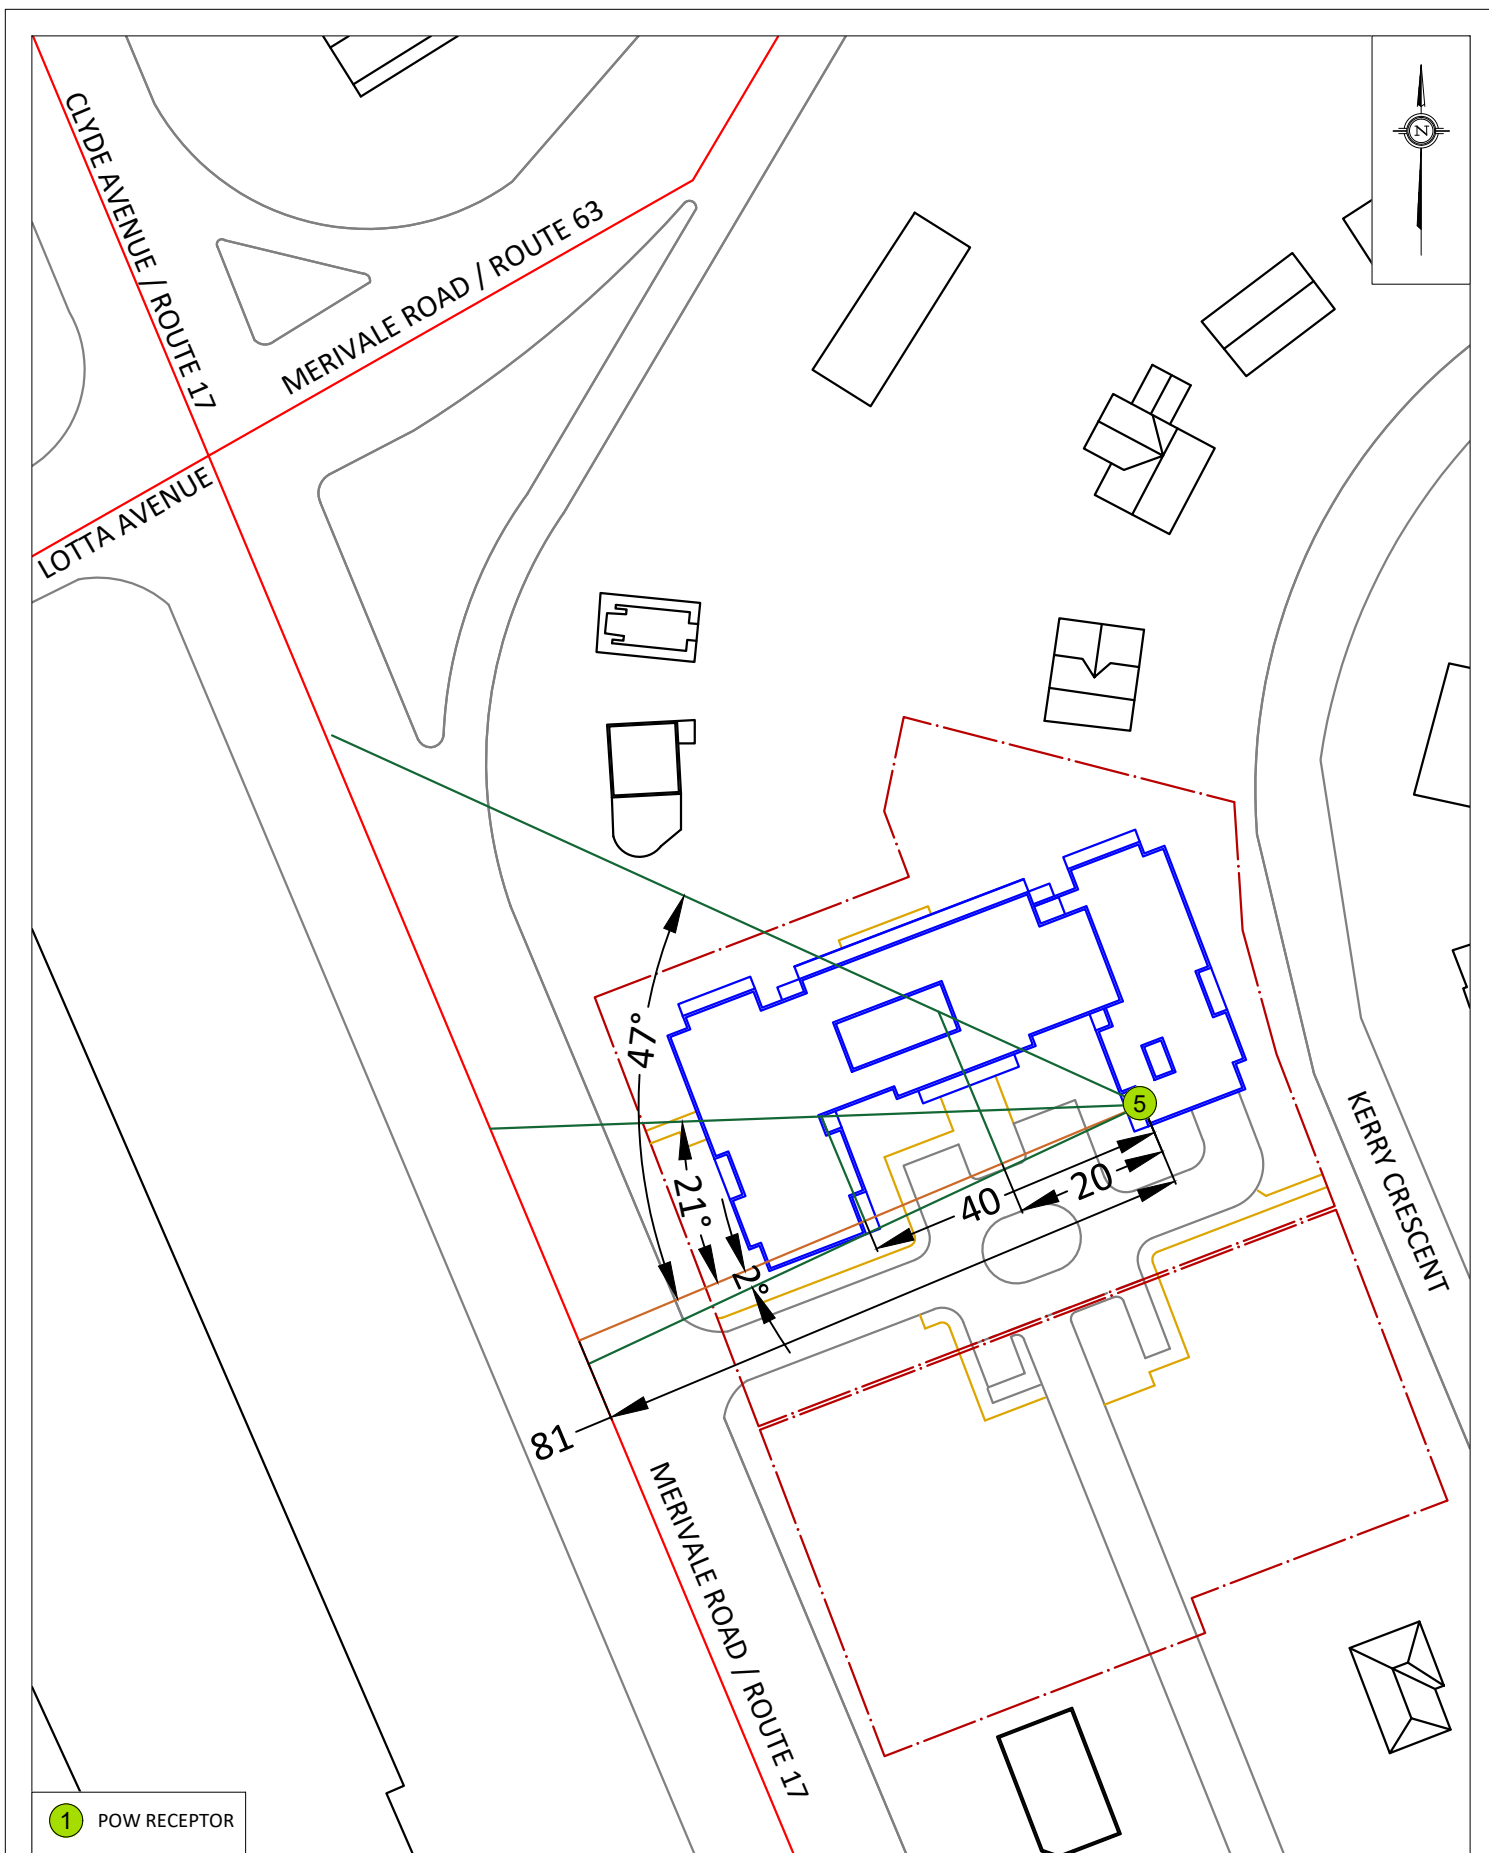 CLYDE AVENUE / ROUTE 17
N
MERIVALE ROAD / ROUTE 63
LOTTA AVENUE
47°
5
21°
40
20
2°
KERRY CRESCENT
81
MERIVALE ROAD / ROUTE 17
1 POW RECEPTOR